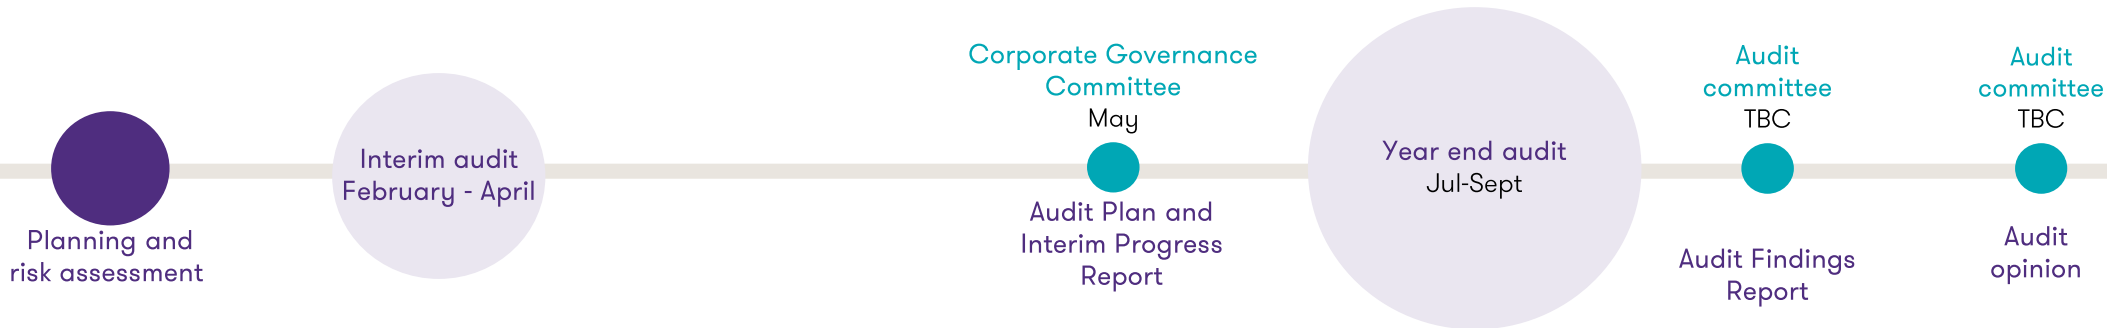 Planning and
risk assessment
Interim audit
February - April
Corporate Governance
Committee
May
Audit Plan and
Interim Progress
Report
Year end audit
Jul-Sept
Audit
committee
TBC
Audit Findings
Report
Audit
committee
TBC
Audit
opinion